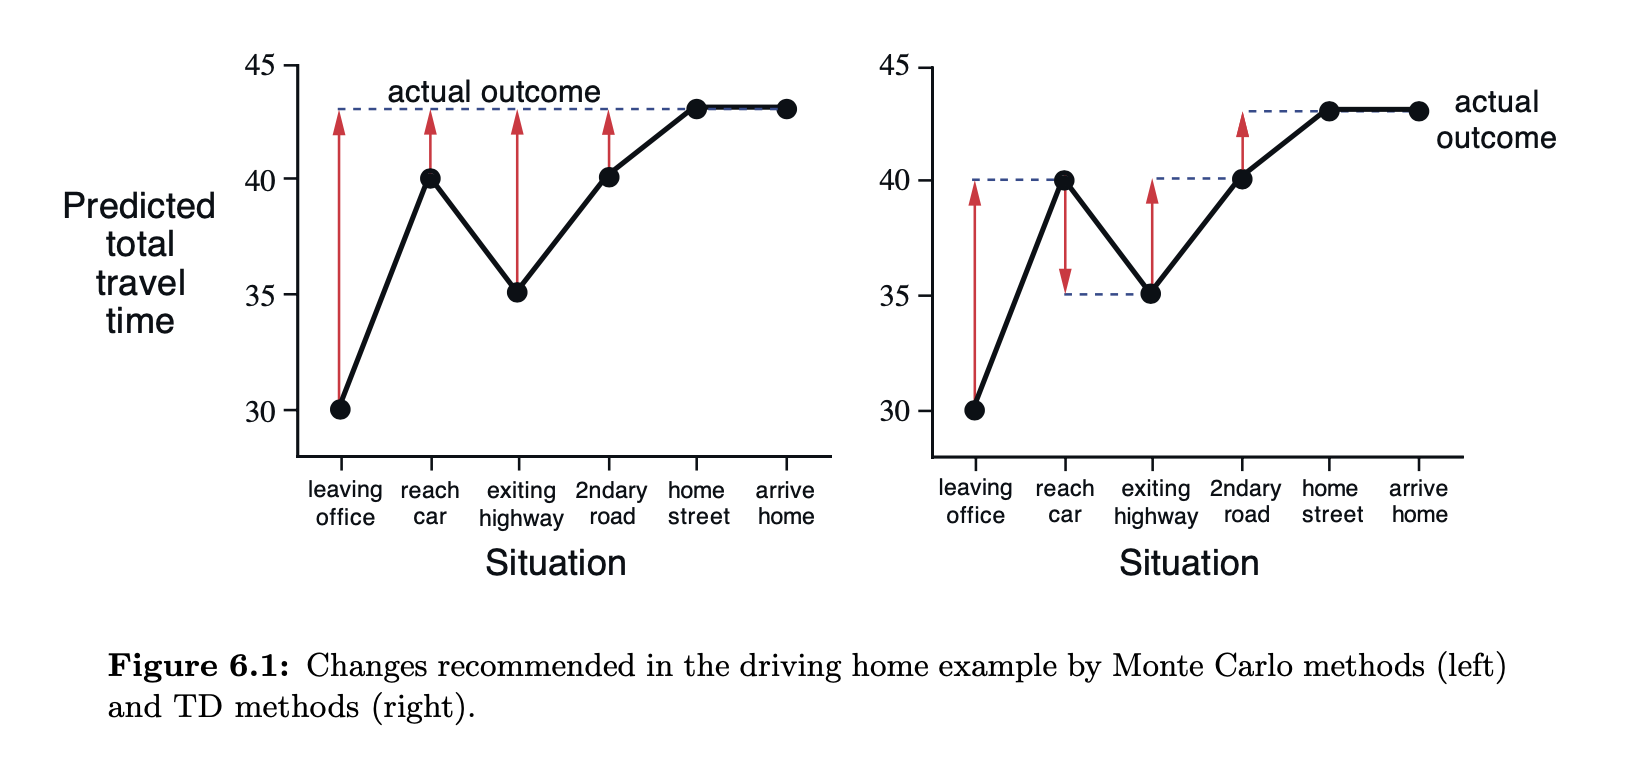 45
40
35
30
actual outcome
Predicted
total
travel
time
leaving
office
reach
car
exiting
highway
2ndary
road
home
street
arrive
home
Situation
45
40
35
30
actual
outcome
leaving
office
reach
car
exiting
highway
2ndary
road
home
street
arrive
home
Situation
Figure 6.1: Changes recommended in the driving home example by Monte Carlo methods (left)
and TD methods (right).